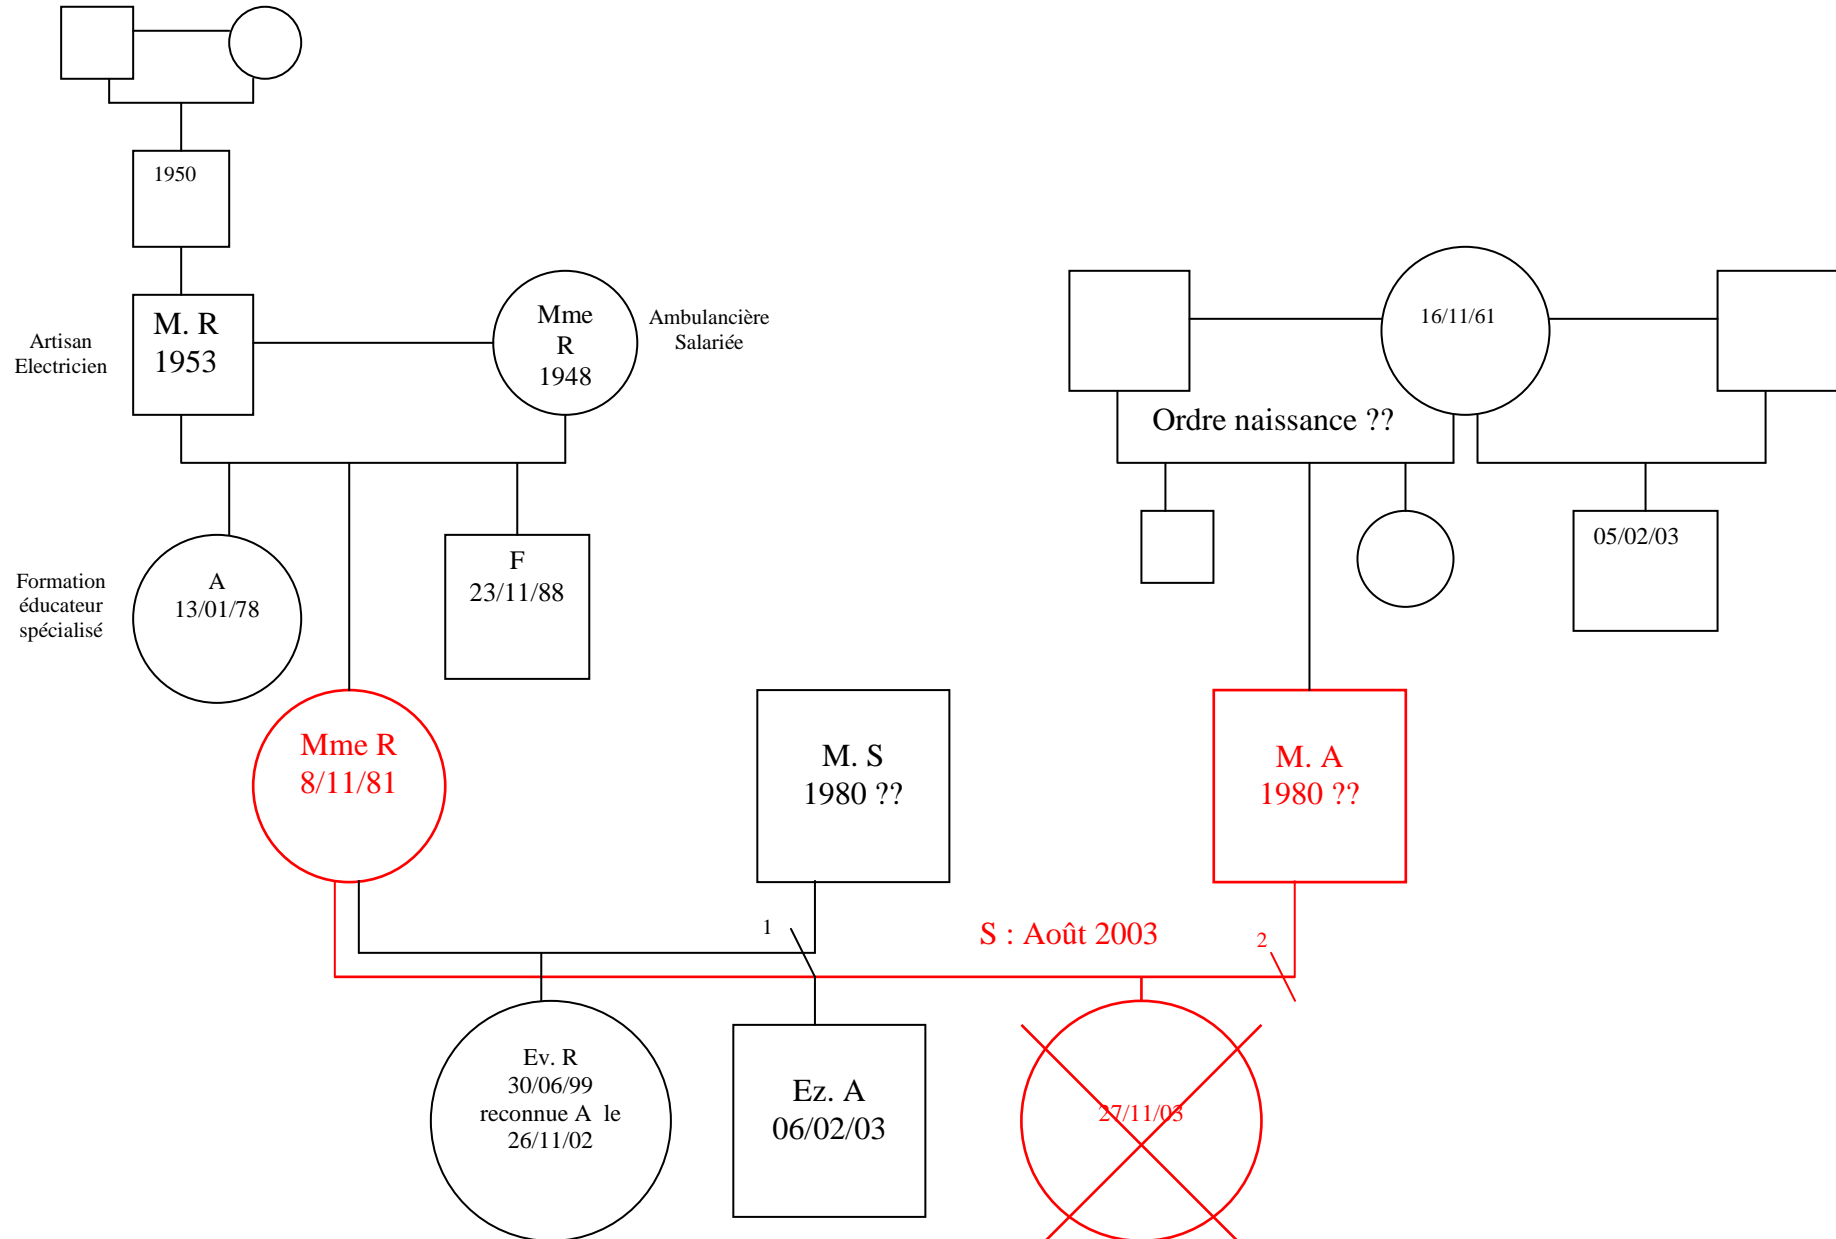 1950
Artisan
Electricien
M. R
1953
Mme
R
1948
Ambulancière
Salariée
16/11/61
Ordre naissance ??
Formation
éducateur
spécialisé
A
13/01/78
F
23/11/88
05/02/03
Mme R
8/11/81
M. S
1980 ??
M. A
1980 ??
1
S : Août 2003
2
Ev. R
30/06/99
reconnue A le
26/11/02
Ez. A
06/02/03
27/11/03